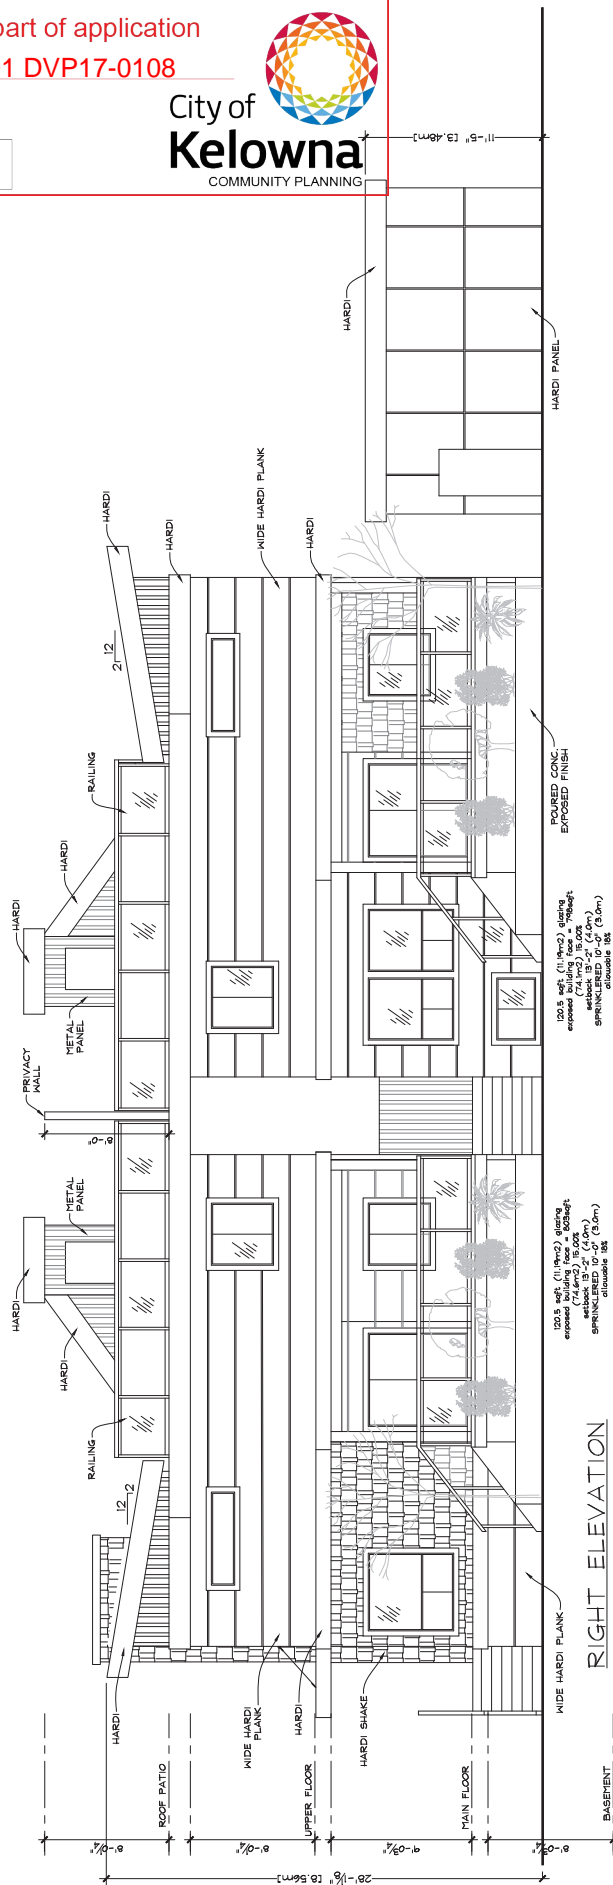 part of application
1 DVP17-0108
City of
Kelowna
COMMUNITY PLANNING
11'-5" [3.48m]
HARDI
HARDI PANEL
HARDI
HARDI
WIDE HARDI PLANK
HARDI
12
2
RAILING
HARDI
HARDI
METAL
PANEL
PRIVACY
WALL
8'-0"
METAL
PANEL
HARDI
HARDI
RAILING
12
2
HARDI
WIDE HARDI
PLANK
HARDI
HARDI SHAKE
POURED CONC.
EXPOSED FINISH
120.5 sqft (11.19m2) glazing
exposed building face = 798sqft
(74.1m2) 15.00%
setback 13'-2" (4.0m)
SPRINKLERED 10'-0" (3.0m)
allowable 18%
120.5 sqft (11.19m2) glazing
exposed building face = 803sqft
(74.6m2) 15.00%
setback 13'-2" (4.0m)
SPRINKLERED 10'-0" (3.0m)
allowable 18%
WIDE HARDI PLANK
RIGHT ELEVATION
ROOF PATIO
UPPER FLOOR
MAIN FLOOR
BASEMENT
8'-0¼"
8'-0¼"
9'-0¾"
28'-1⅛" [8.56m]